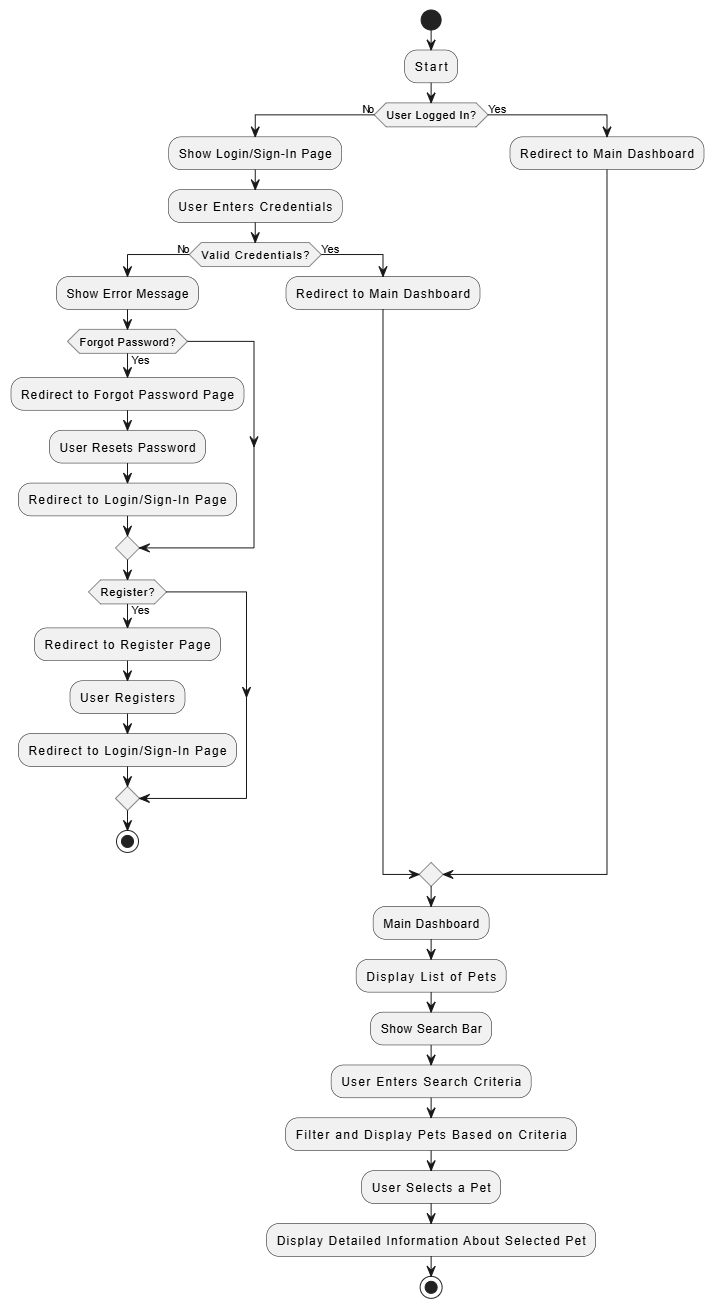 Start
No
User Logged In?
Yes
Show Login/Sign-In Page
Redirect to Main Dashboard
User Enters Credentials
No
Valid Credentials?
Yes
Show Error Message
Redirect to Main Dashboard
Forgot Password?
Yes
Redirect to Forgot Password Page
User Resets Password
Redirect to Login/Sign-In Page
Register?
Yes
Redirect to Register Page
User Registers
Redirect to Login/Sign-In Page
Main Dashboard
Display List of Pets
Show Search Bar
User Enters Search Criteria
Filter and Display Pets Based on Criteria
User Selects a Pet
Display Detailed Information About Selected Pet